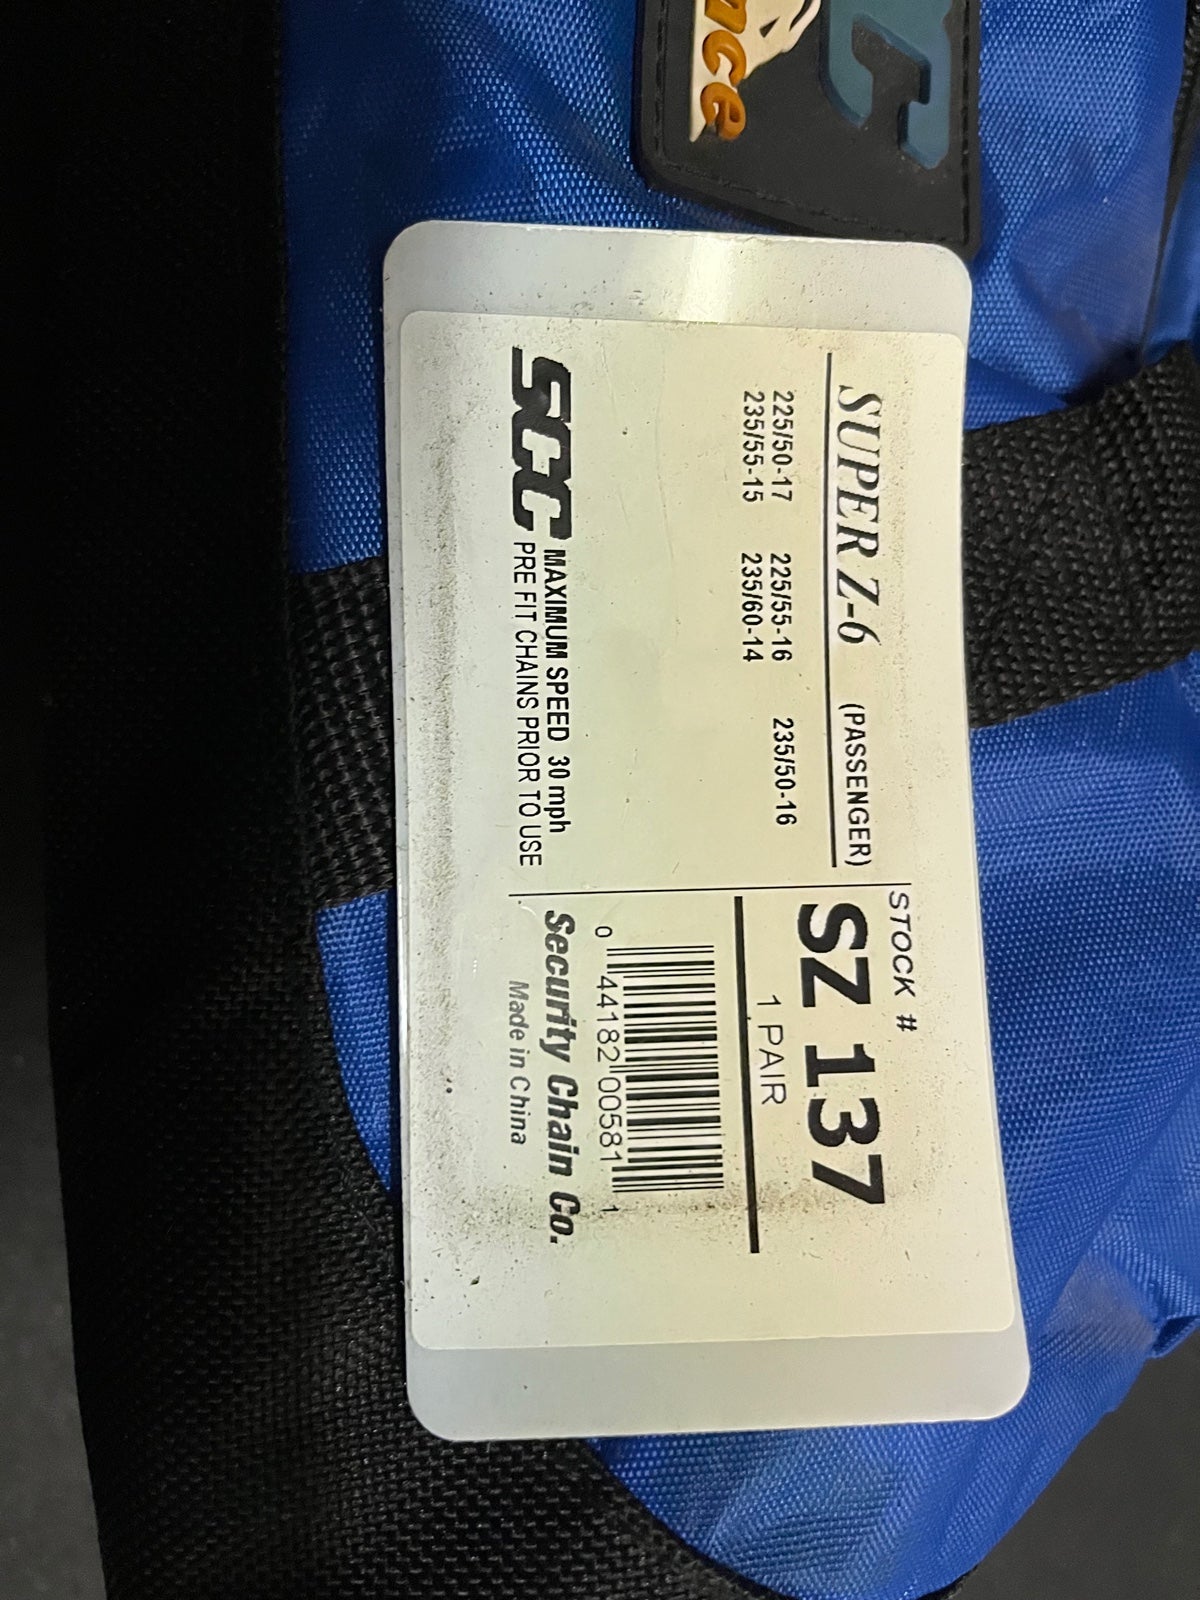 SUPER Z-6 (PASSENGER)
225/50-17 225/55-16 235/50-16
235/55-15 235/60-14
SCC MAXIMUM SPEED 30 mph
PRE FIT CHAINS PRIOR TO USE
STOCK #
SZ 137
1 PAIR
0 44182 00581 1
Security Chain Co.
Made in China